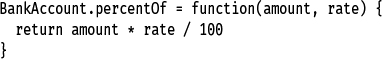 BankAccount.percentOf = function(amount, rate) {
  return amount * rate / 100
}